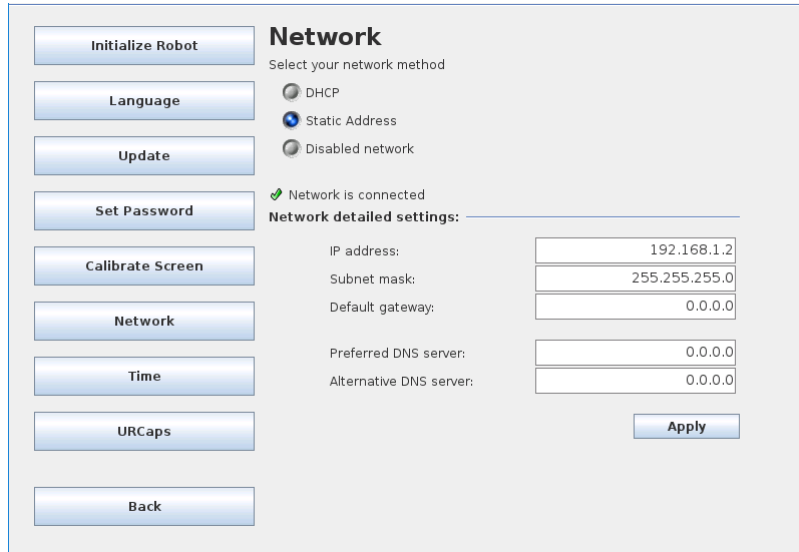 Initialize Robot
Language
Update
Set Password
Calibrate Screen
Network
Time
URCaps
Back
Network
Select your network method
DHCP
Static Address
Disabled network
Network is connected
Network detailed settings:
IP address: 192.168.1.2
Subnet mask: 255.255.255.0
Default gateway: 0.0.0.0
Preferred DNS server: 0.0.0.0
Alternative DNS server: 0.0.0.0
Apply